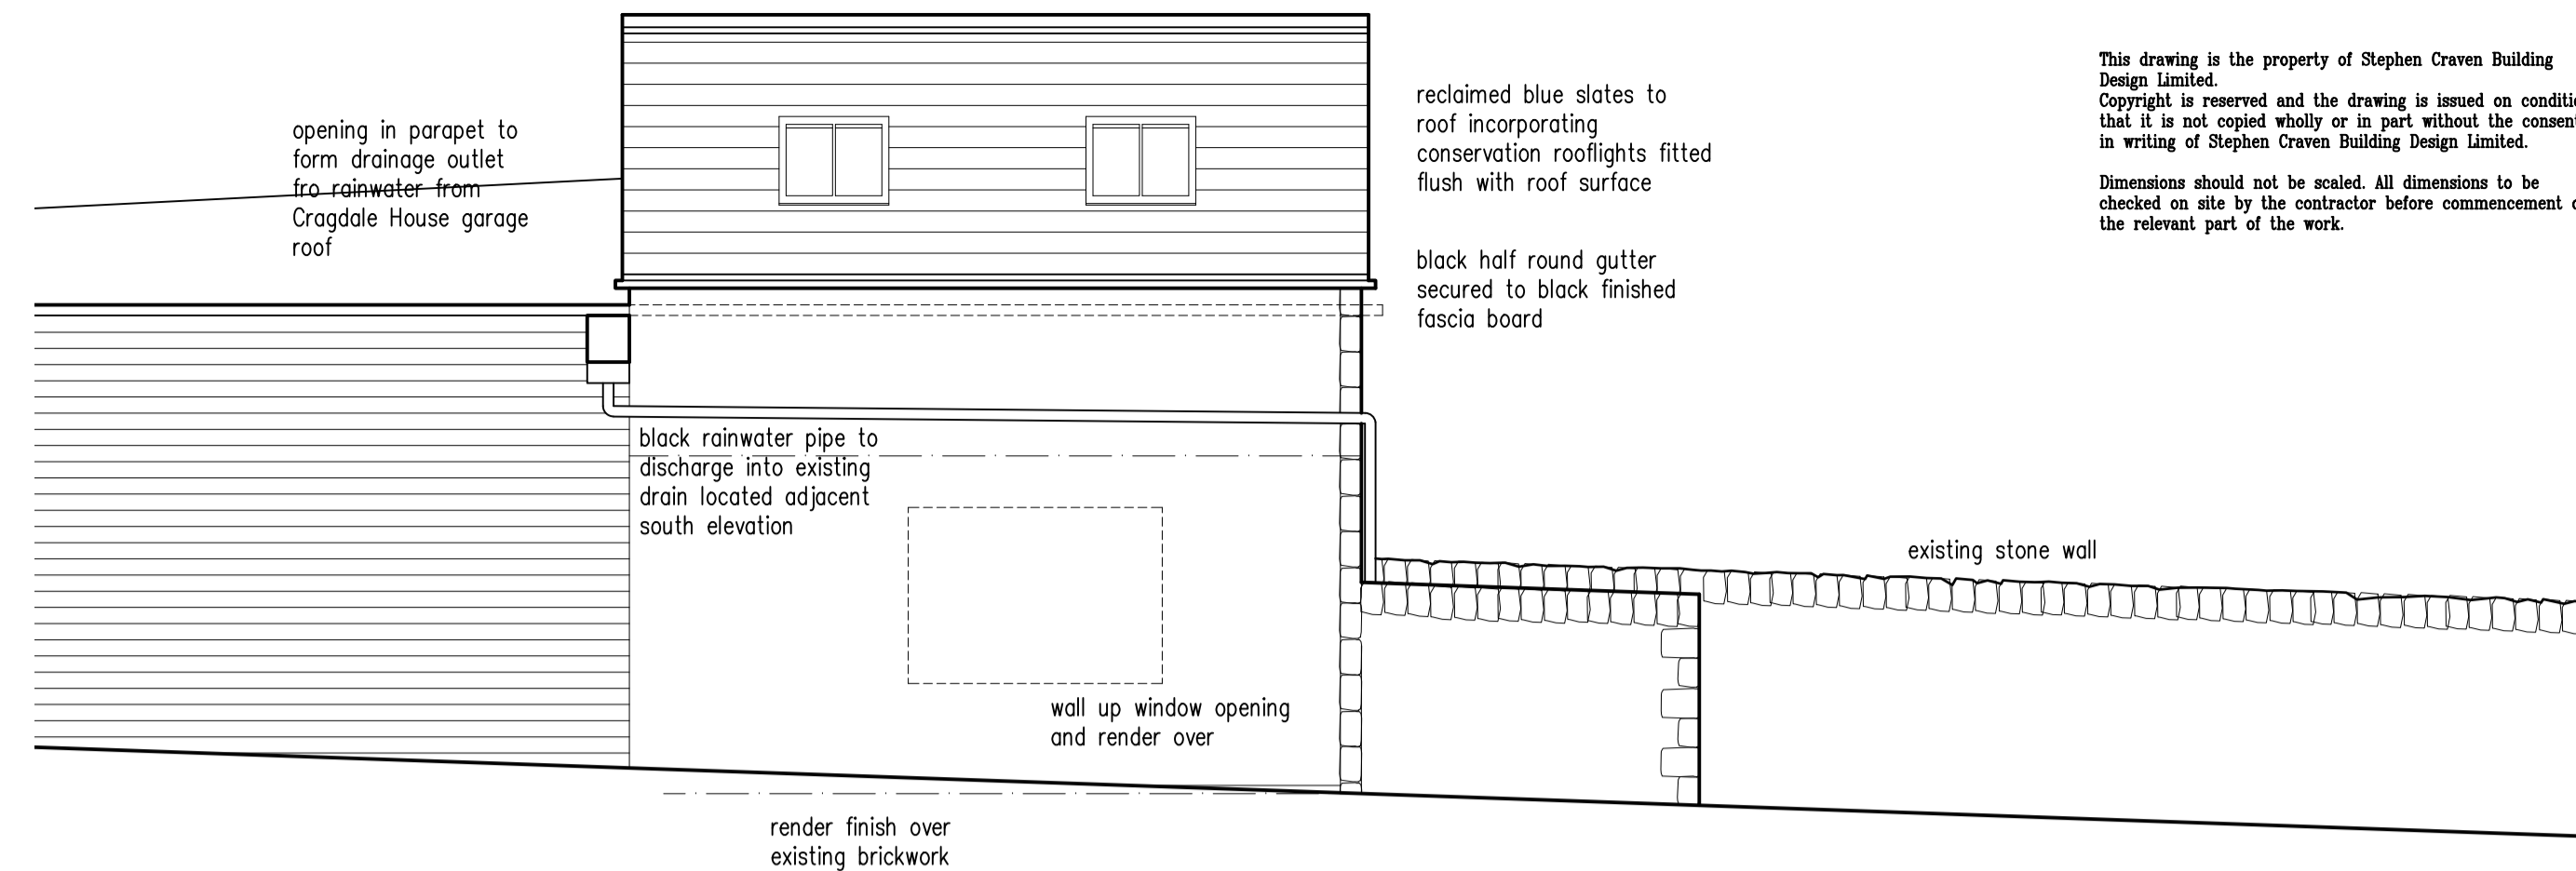 opening in parapet to
form drainage outlet
fro rainwater from
Cragdale House garage
roof
reclaimed blue slates to
roof incorporating
conservation rooflights fitted
flush with roof surface
black half round gutter
secured to black finished
fascia board
This drawing is the property of Stephen Craven Building
Design Limited.
Copyright is reserved and the drawing is issued on conditi
that it is not copied wholly or in part without the consen
in writing of Stephen Craven Building Design Limited.
Dimensions should not be scaled. All dimensions to be
checked on site by the contractor before commencement
the relevant part of the work.
black rainwater pipe to
discharge into existing
drain located adjacent
south elevation
existing stone wall
wall up window opening
and render over
render finish over
existing brickwork